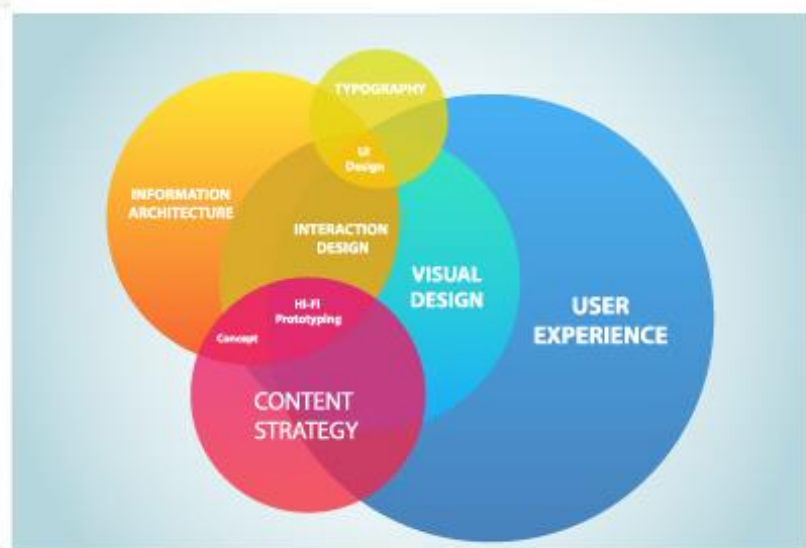 TYPOGRAPHY
UI
Design
INFORMATION
ARCHITECTURE
INTERACTION
DESIGN
VISUAL
DESIGN
USER
EXPERIENCE
Hi-Fi
Prototyping
Concept
CONTENT
STRATEGY